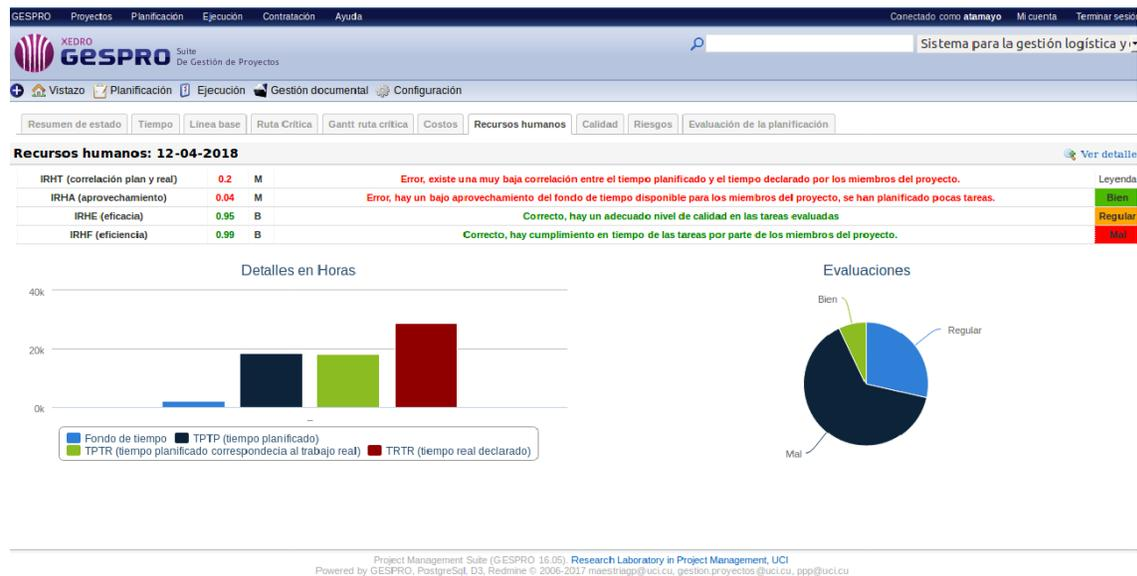 GESPRO Proyectos Planificación Ejecución Contratación Ayuda Conectado como atamayo Mi cuenta Terminar sesión
XEDRO
GESPRO Suite
De Gestión de Proyectos
Sistema para la gestión logística y
Vistazo Planificación Ejecución Gestión documental Configuración
Resumen de estado Tiempo Línea base Ruta Crítica Gantt ruta crítica Costos Recursos humanos Calidad Riesgos Evaluación de la planificación
Recursos humanos: 12-04-2018 Ver detalle
IRHT (correlación plan y real) 0.2 M Error, existe una muy baja correlación entre el tiempo planificado y el tiempo declarado por los miembros del proyecto. Leyenda
IRHA (aprovechamiento) 0.04 M Error, hay un bajo aprovechamiento del fondo de tiempo disponible para los miembros del proyecto, se han planificado pocas tareas. Bien
IRHE (eficacia) 0.95 B Correcto, hay un adecuado nivel de calidad en las tareas evaluadas Regular
IRHF (eficiencia) 0.99 B Correcto, hay cumplimiento en tiempo de las tareas por parte de los miembros del proyecto. Mal
Detalles en Horas
40k
20k
0k
Fondo de tiempo TPTP (tiempo planificado)
TPTR (tiempo planificado correspondecia al trabajo real) TRTR (tiempo real declarado)
Evaluaciones
Bien
Regular
Mal
Project Management Suite (GESPRO 16.05). Research Laboratory in Project Management, UCI
Powered by GESPRO, PostgreSql, D3, Redmine © 2006-2017 maestriagp@uci.cu, gestion.proyectos@uci.cu, ppp@uci.cu